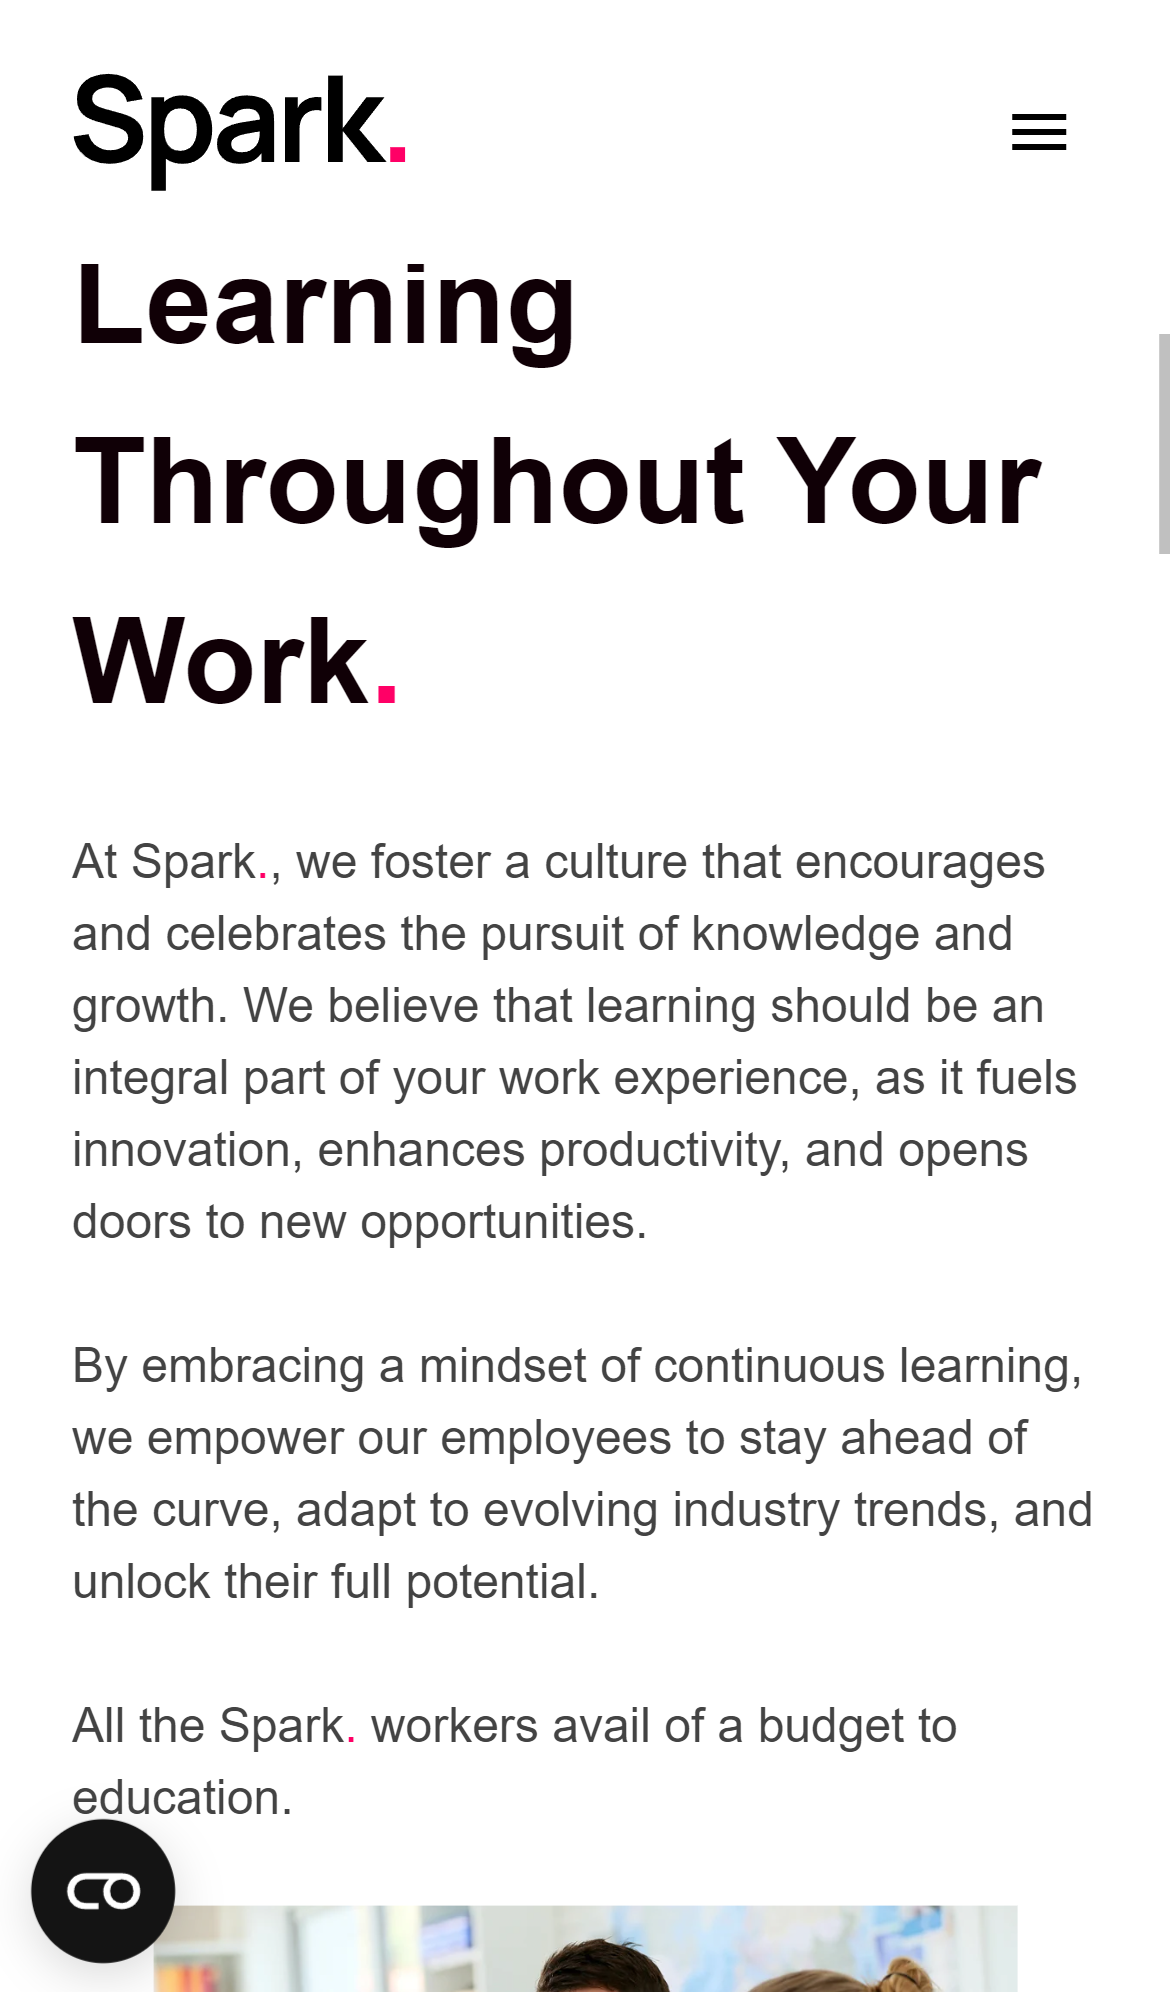 Spark.
Learning
Throughout Your
Work.
At Spark., we foster a culture that encourages
and celebrates the pursuit of knowledge and
growth. We believe that learning should be an
integral part of your work experience, as it fuels
innovation, enhances productivity, and opens
doors to new opportunities.
By embracing a mindset of continuous learning,
we empower our employees to stay ahead of
the curve, adapt to evolving industry trends, and
unlock their full potential.
All the Spark. workers avail of a budget to
education.